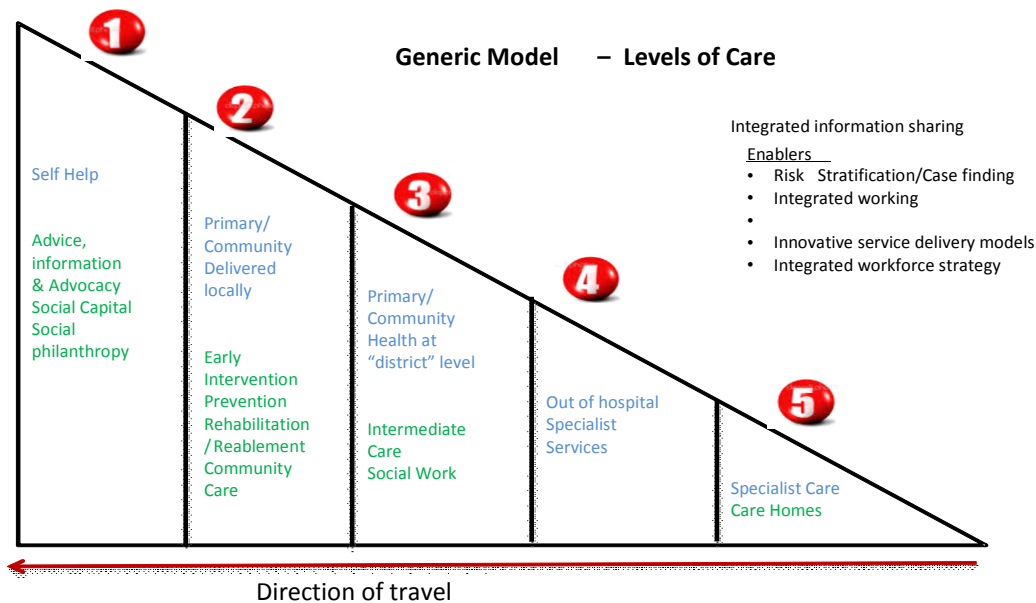 1
Generic Model – Levels of Care
2
Integrated information sharing
Enablers
• Risk Stratification/Case finding
• Integrated working
•
• Innovative service delivery models
• Integrated workforce strategy
Self Help
Advice,
information
& Advocacy
Social Capital
Social
philanthropy
Primary/
Community
Delivered
locally
Early
Intervention
Prevention
Rehabilitation
/Reablement
Community
Care
3
Primary/
Community
Health at
“district” level
Intermediate
Care
Social Work
4
Out of hospital
Specialist
Services
5
Specialist Care
Care Homes
Direction of travel